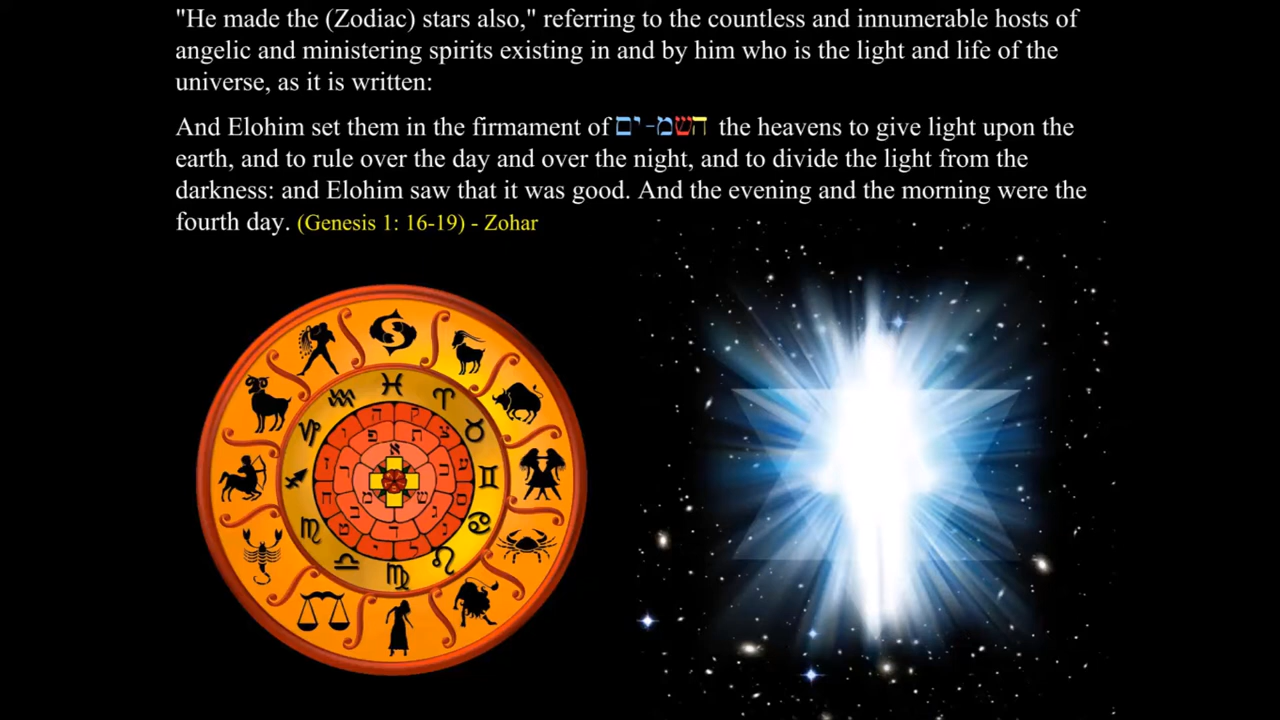 "He made the (Zodiac) stars also," referring to the countless and innumerable hosts of
angelic and ministering spirits existing in and by him who is the light and life of the
universe, as it is written:
And Elohim set them in the firmament of השמ-ים the heavens to give light upon the
earth, and to rule over the day and over the night, and to divide the light from the
darkness: and Elohim saw that it was good. And the evening and the morning were the
fourth day. (Genesis 1: 16-19) - Zohar